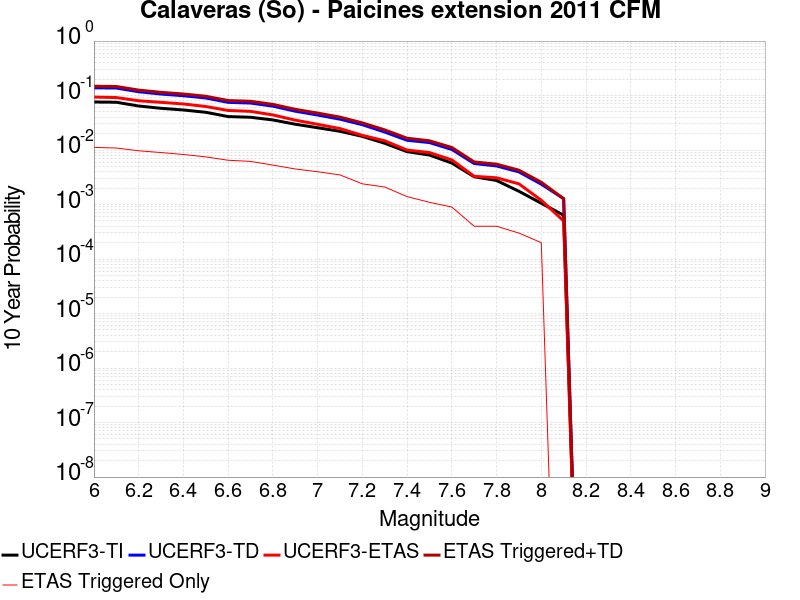 Calaveras (So) - Paicines extension 2011 CFM
10 Year Probability
10^0
10^-1
10^-2
10^-3
10^-4
10^-5
10^-6
10^-7
10^-8
6 6.2 6.4 6.6 6.8 7 7.2 7.4 7.6 7.8 8 8.2 8.4 8.6 8.8 9
Magnitude
UCERF3-TI UCERF3-TD UCERF3-ETAS ETAS Triggered+TD
ETAS Triggered Only